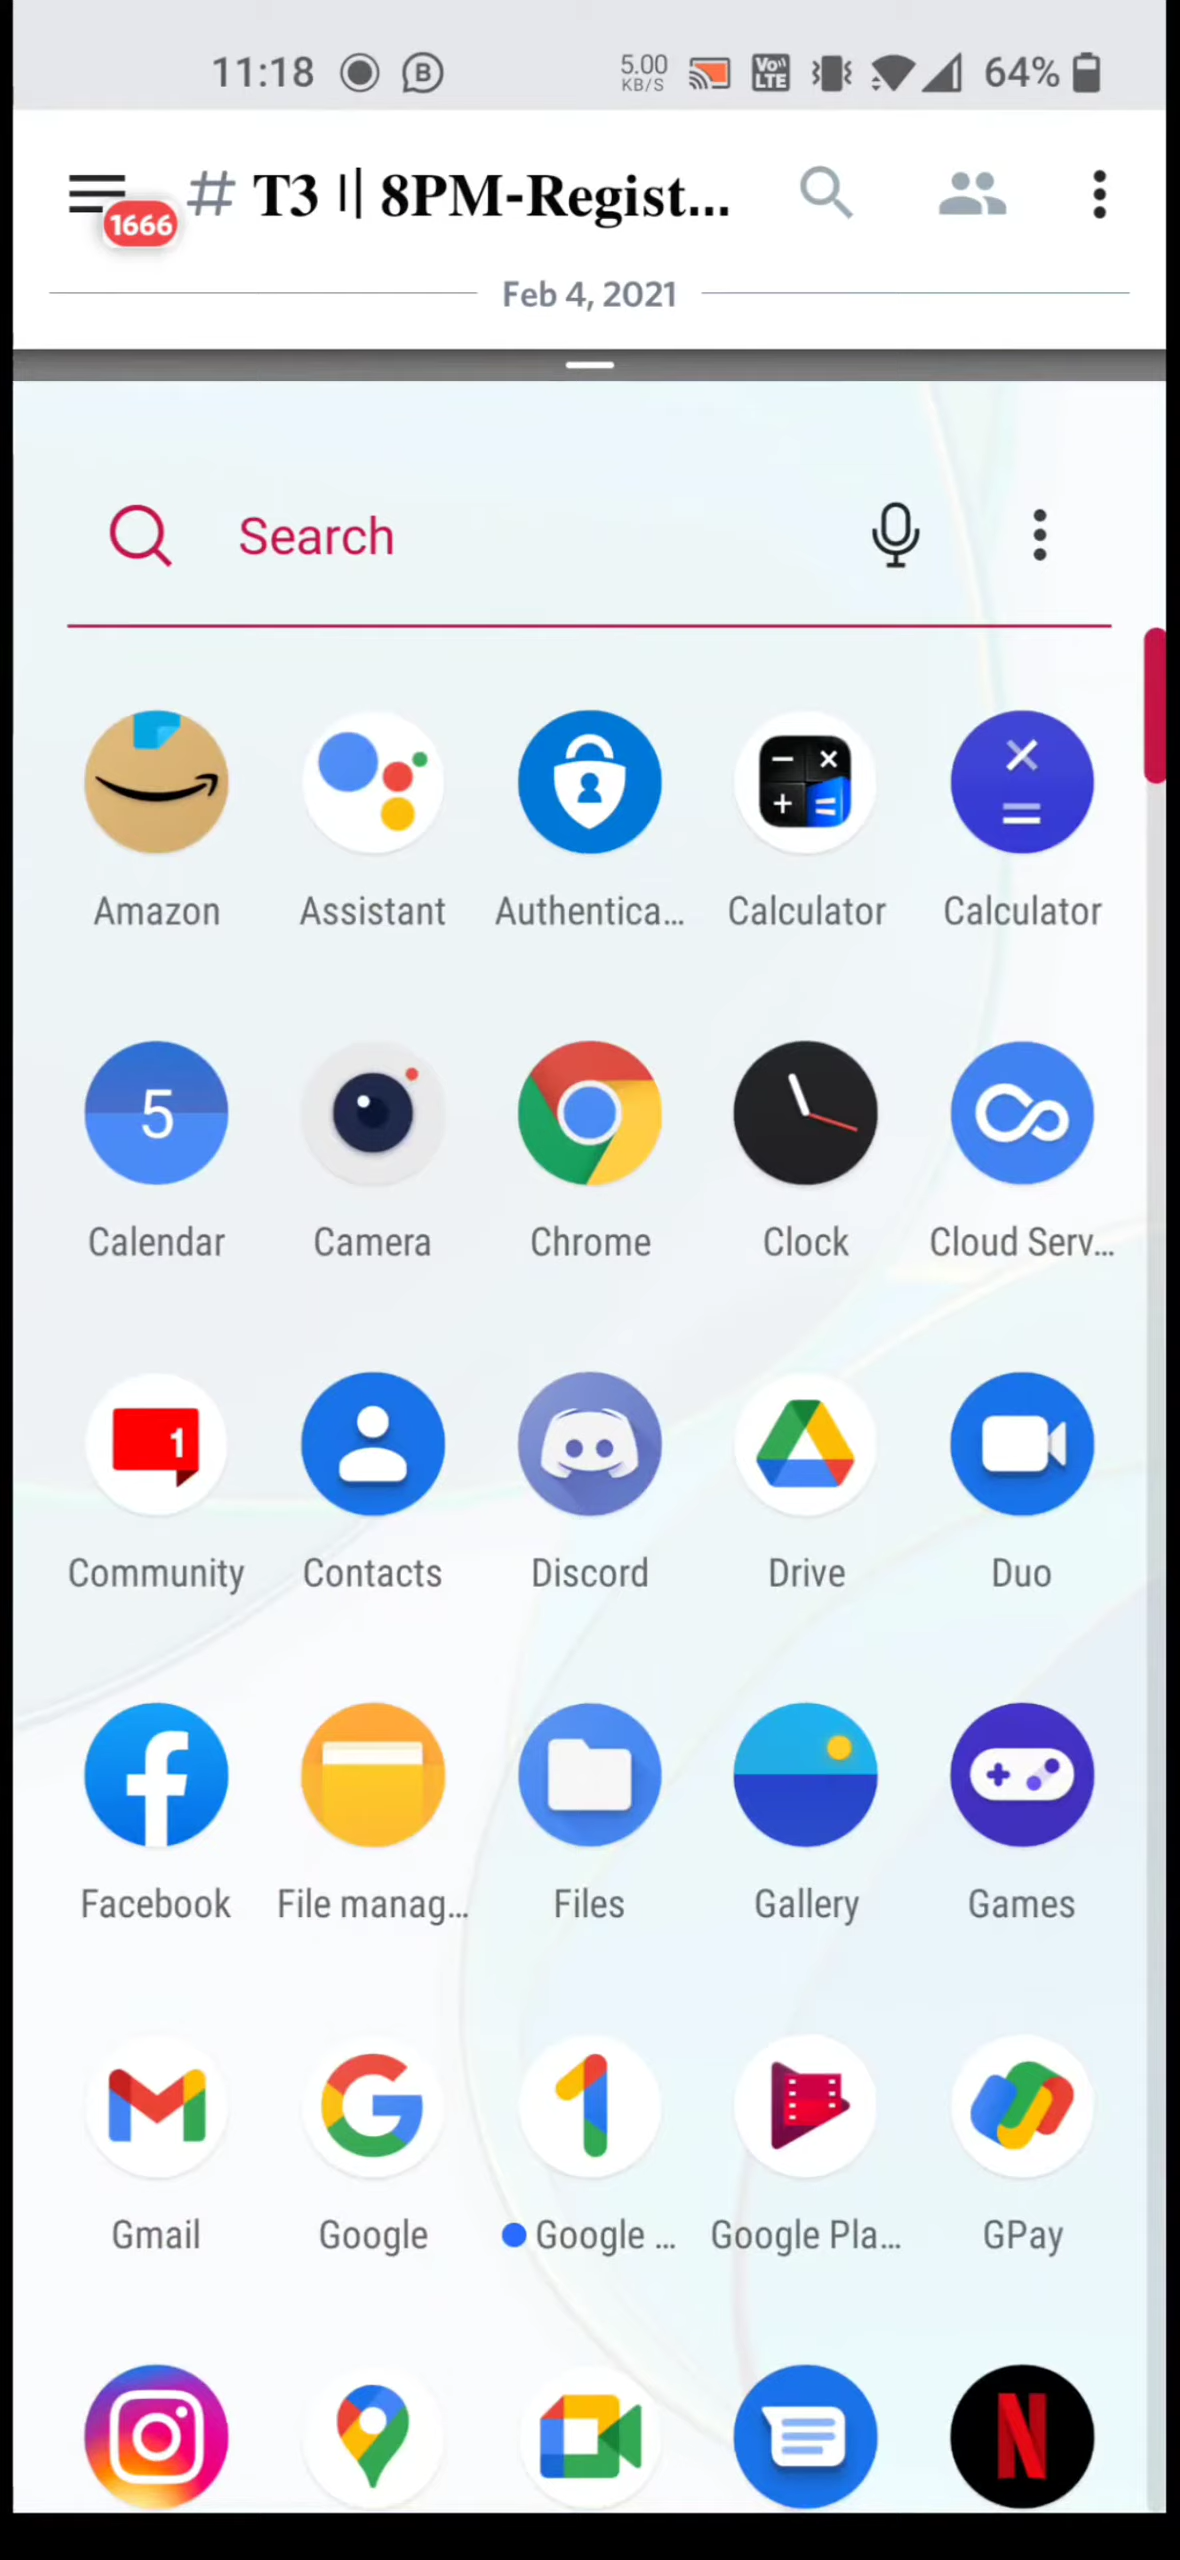 11:18 B 5.00 KB/S Vo LTE 64%
1666 # T3 || 8PM-Regist...
Feb 4, 2021
Search
Amazon Assistant Authentica... Calculator Calculator
5
Calendar Camera Chrome Clock Cloud Serv...
1
Community Contacts Discord Drive Duo
Facebook File manag... Files Gallery Games
Gmail Google Google ... Google Pla... GPay